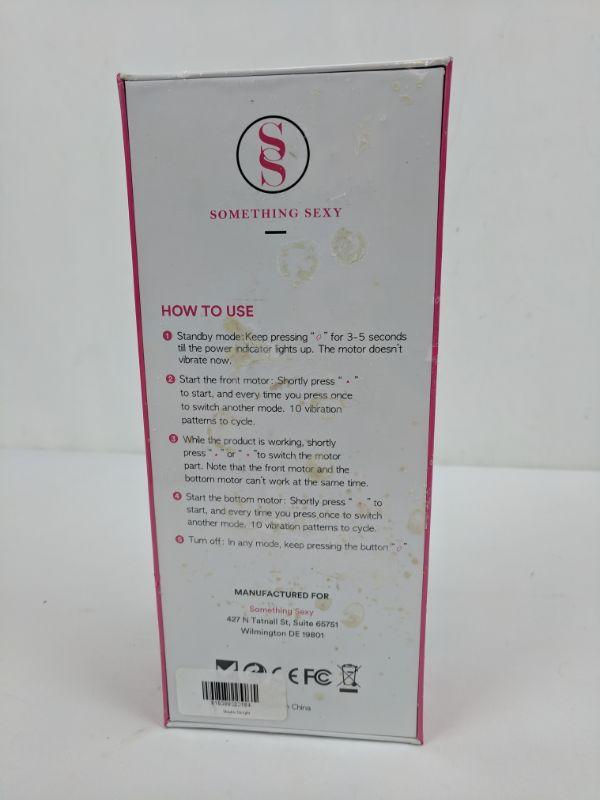 SS
SOMETHING SEXY
HOW TO USE
1 Standby mode: Keep pressing “◊” for 3-5 seconds
till the power indicator lights up. The motor doesn't
vibrate now.
2 Start the front motor: Shortly press “▲”
to start, and every time you press once
to switch another mode. 10 vibration
patterns to cycle.
3 While the product is working, shortly
press “▲” or “▼” to switch the motor
part. Note that the front motor and the
bottom motor can't work at the same time.
4 Start the bottom motor: Shortly press “▼” to
start, and every time you press once to switch
another mode. 10 vibration patterns to cycle.
5 Turn off: In any mode, keep pressing the button “◊”
MANUFACTURED FOR
Something Sexy
427 N Tatnall St, Suite 65751
Wilmington DE 19801
CE FC
China